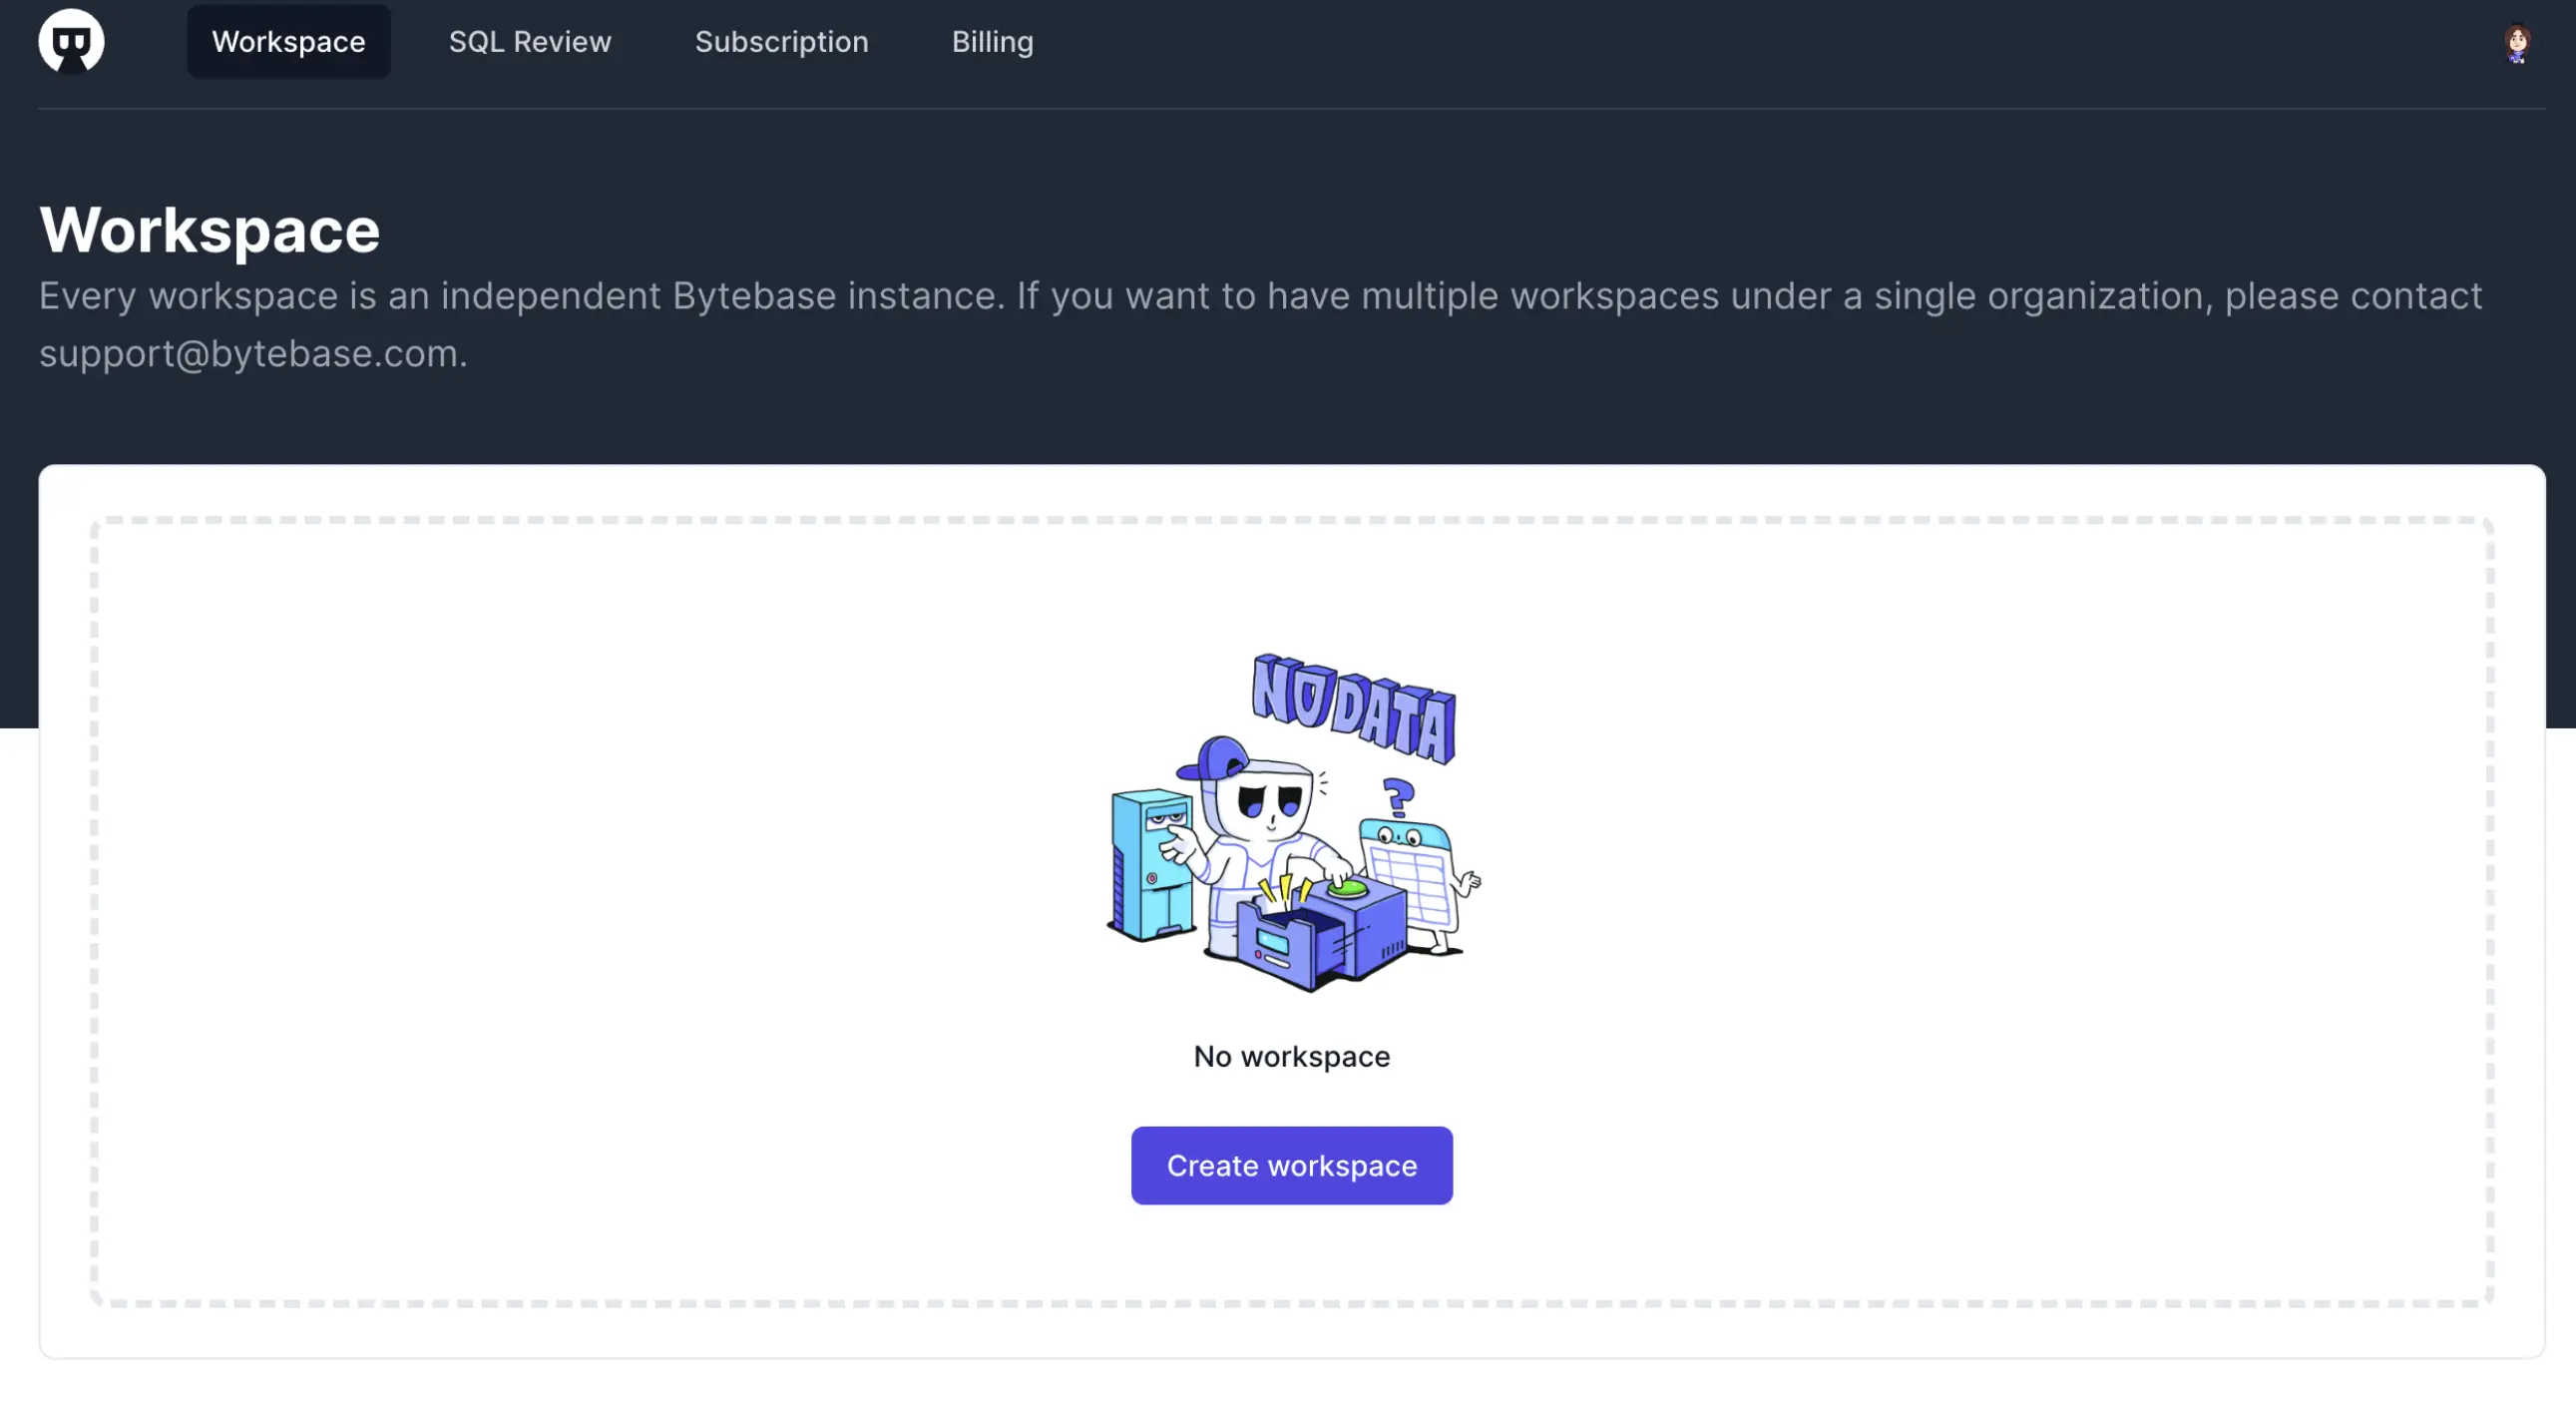 Workspace
SQL Review
Subscription
Billing
Workspace
Every workspace is an independent Bytebase instance. If you want to have multiple workspaces under a single organization, please contact
support@bytebase.com.
NO DATA
?
No workspace
Create workspace